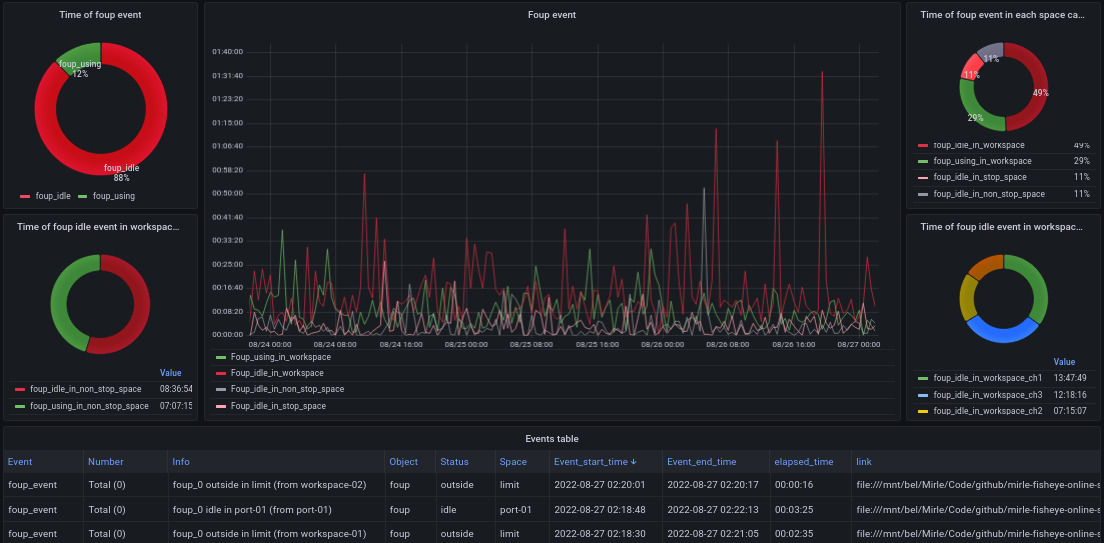 Time of foup event
foup_using
12%
foup_idle
88%
foup_idle
foup_using
Time of foup idle event in workspac...
Value
foup_idle_in_non_stop_space 08:36:54
foup_using_in_non_stop_space 07:07:15
Foup event
01:40:00
01:31:40
01:23:20
01:15:00
01:06:40
00:58:20
00:50:00
00:41:40
00:33:20
00:25:00
00:16:40
00:08:20
00:00:00
08/24 00:00 08/24 08:00 08/24 16:00 08/25 00:00 08/25 08:00 08/25 16:00 08/26 00:00 08/26 08:00 08/26 16:00 08/27 00:00
Foup_using_in_workspace
Foup_idle_in_workspace
Foup_idle_in_non_stop_space
Foup_idle_in_stop_space
Time of foup event in each space ca...
11%
11%
49%
29%
foup_idle_in_workspace 49%
foup_using_in_workspace 29%
foup_idle_in_stop_space 11%
foup_idle_in_non_stop_space 11%
Time of foup idle event in workspac...
Value
foup_idle_in_workspace_ch1 13:47:49
foup_idle_in_workspace_ch3 12:18:16
foup_idle_in_workspace_ch2 07:15:07
Events table
Event Number Info Object Status Space Event_start_time ↓ Event_end_time elapsed_time link
foup_event Total (0) foup_0 outside in limit (from workspace-02) foup outside limit 2022-08-27 02:20:01 2022-08-27 02:20:17 00:00:16 file:///mnt/bel/Mirle/Code/github/mirle-fisheye-online-s
foup_event Total (0) foup_0 idle in port-01 (from port-01) foup idle port-01 2022-08-27 02:18:48 2022-08-27 02:22:13 00:03:25 file:///mnt/bel/Mirle/Code/github/mirle-fisheye-online-s
foup_event Total (0) foup_0 outside in limit (from workspace-01) foup outside limit 2022-08-27 02:18:30 2022-08-27 02:21:05 00:02:35 file:///mnt/bel/Mirle/Code/github/mirle-fisheye-online-s